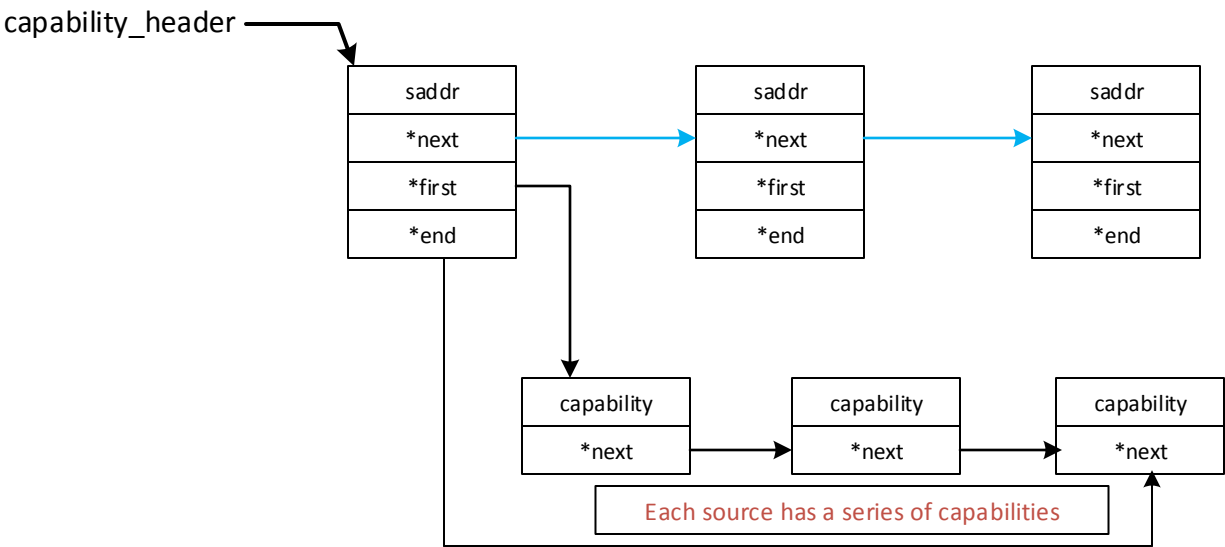 capability_header
saddr
*next
*first
*end
saddr
*next
*first
*end
saddr
*next
*first
*end
capability
*next
capability
*next
capability
*next
Each source has a series of capabilities